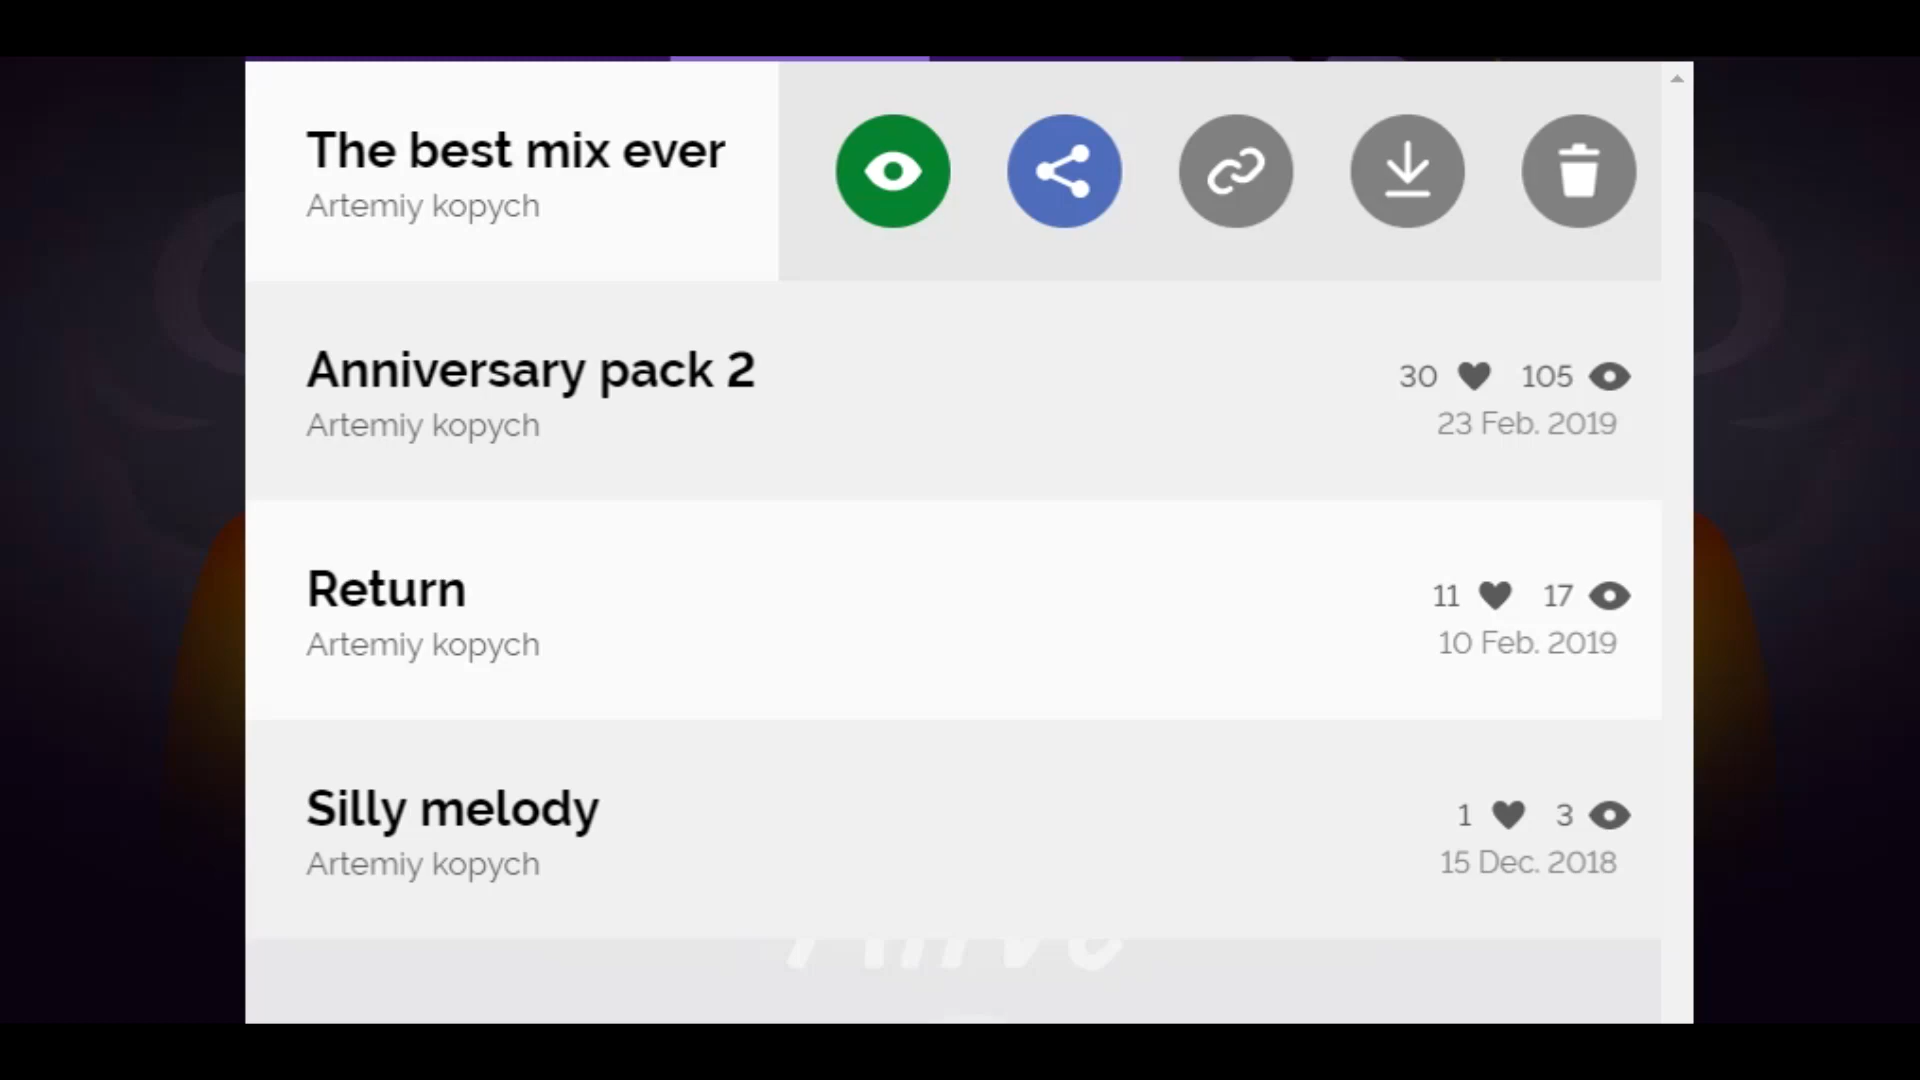 The best mix ever
Artemiy kopych
Anniversary pack 2
30 105
Artemiy kopych
23 Feb. 2019
Return
11 17
Artemiy kopych
10 Feb. 2019
Silly melody
1 3
Artemiy kopych
15 Dec. 2018